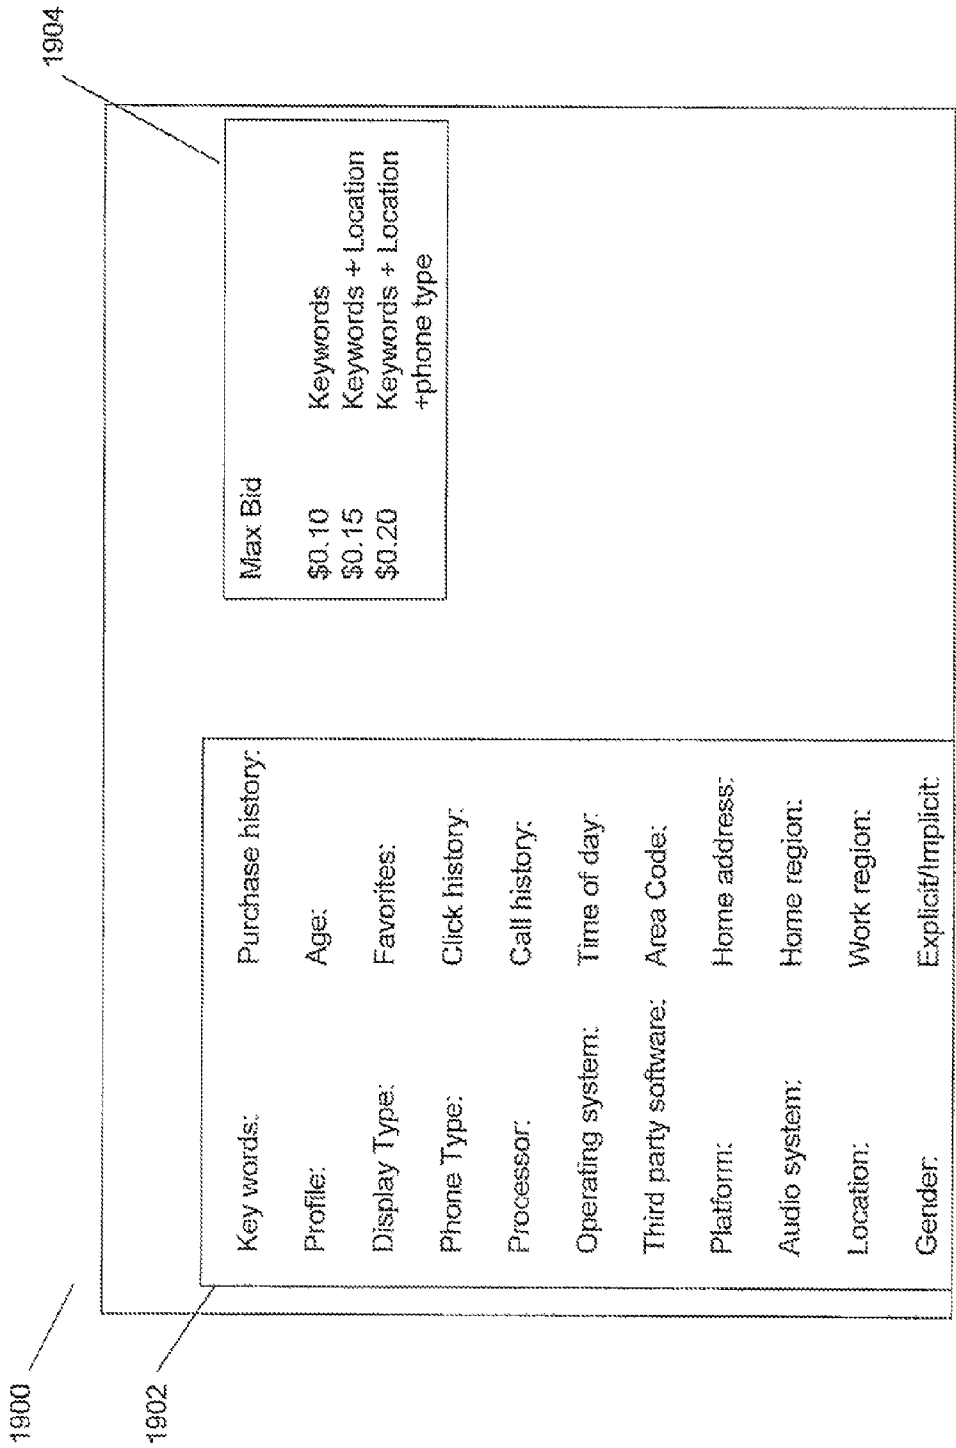 1900
1902
Key words: Purchase history:
Profile: Age:
Display Type: Favorites:
Phone Type: Click history:
Processor: Call history:
Operating system: Time of day:
Third party software: Area Code:
Platform: Home address:
Audio system: Home region:
Location: Work region:
Gender: Explicit/Implicit:
1904
Max Bid
$0.10 Keywords
$0.15 Keywords + Location
$0.20 Keywords + Location
+phone type